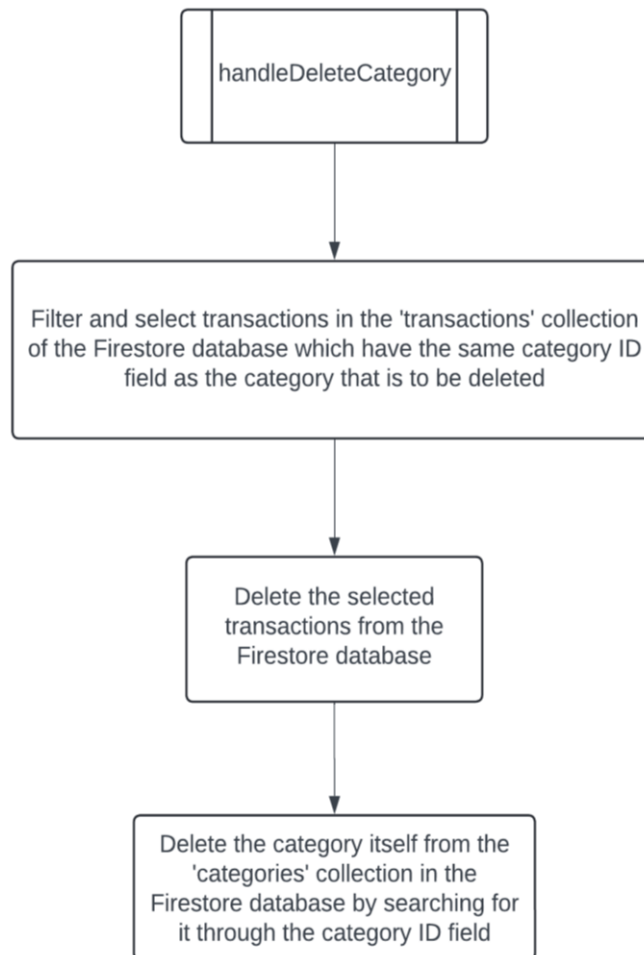 handleDeleteCategory
Filter and select transactions in the 'transactions' collection
of the Firestore database which have the same category ID
field as the category that is to be deleted
Delete the selected
transactions from the
Firestore database
Delete the category itself from the
'categories' collection in the
Firestore database by searching for
it through the category ID field